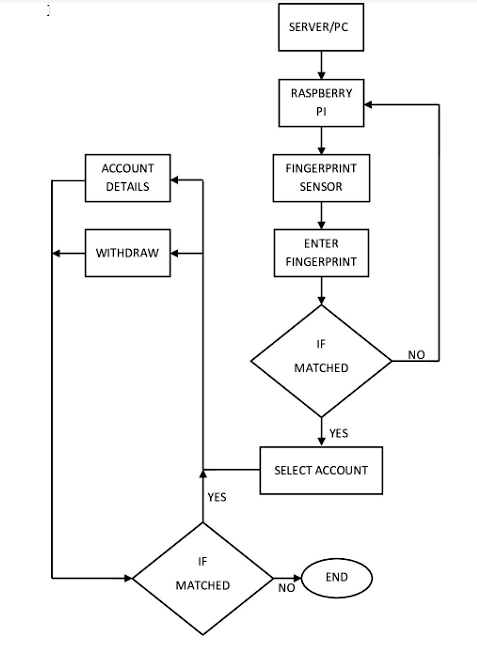 SERVER/PC
RASPBERRY
PI
FINGERPRINT
SENSOR
ACCOUNT
DETAILS
WITHDRAW
ENTER
FINGERPRINT
IF
MATCHED
NO
YES
SELECT ACCOUNT
YES
IF
MATCHED
NO
END